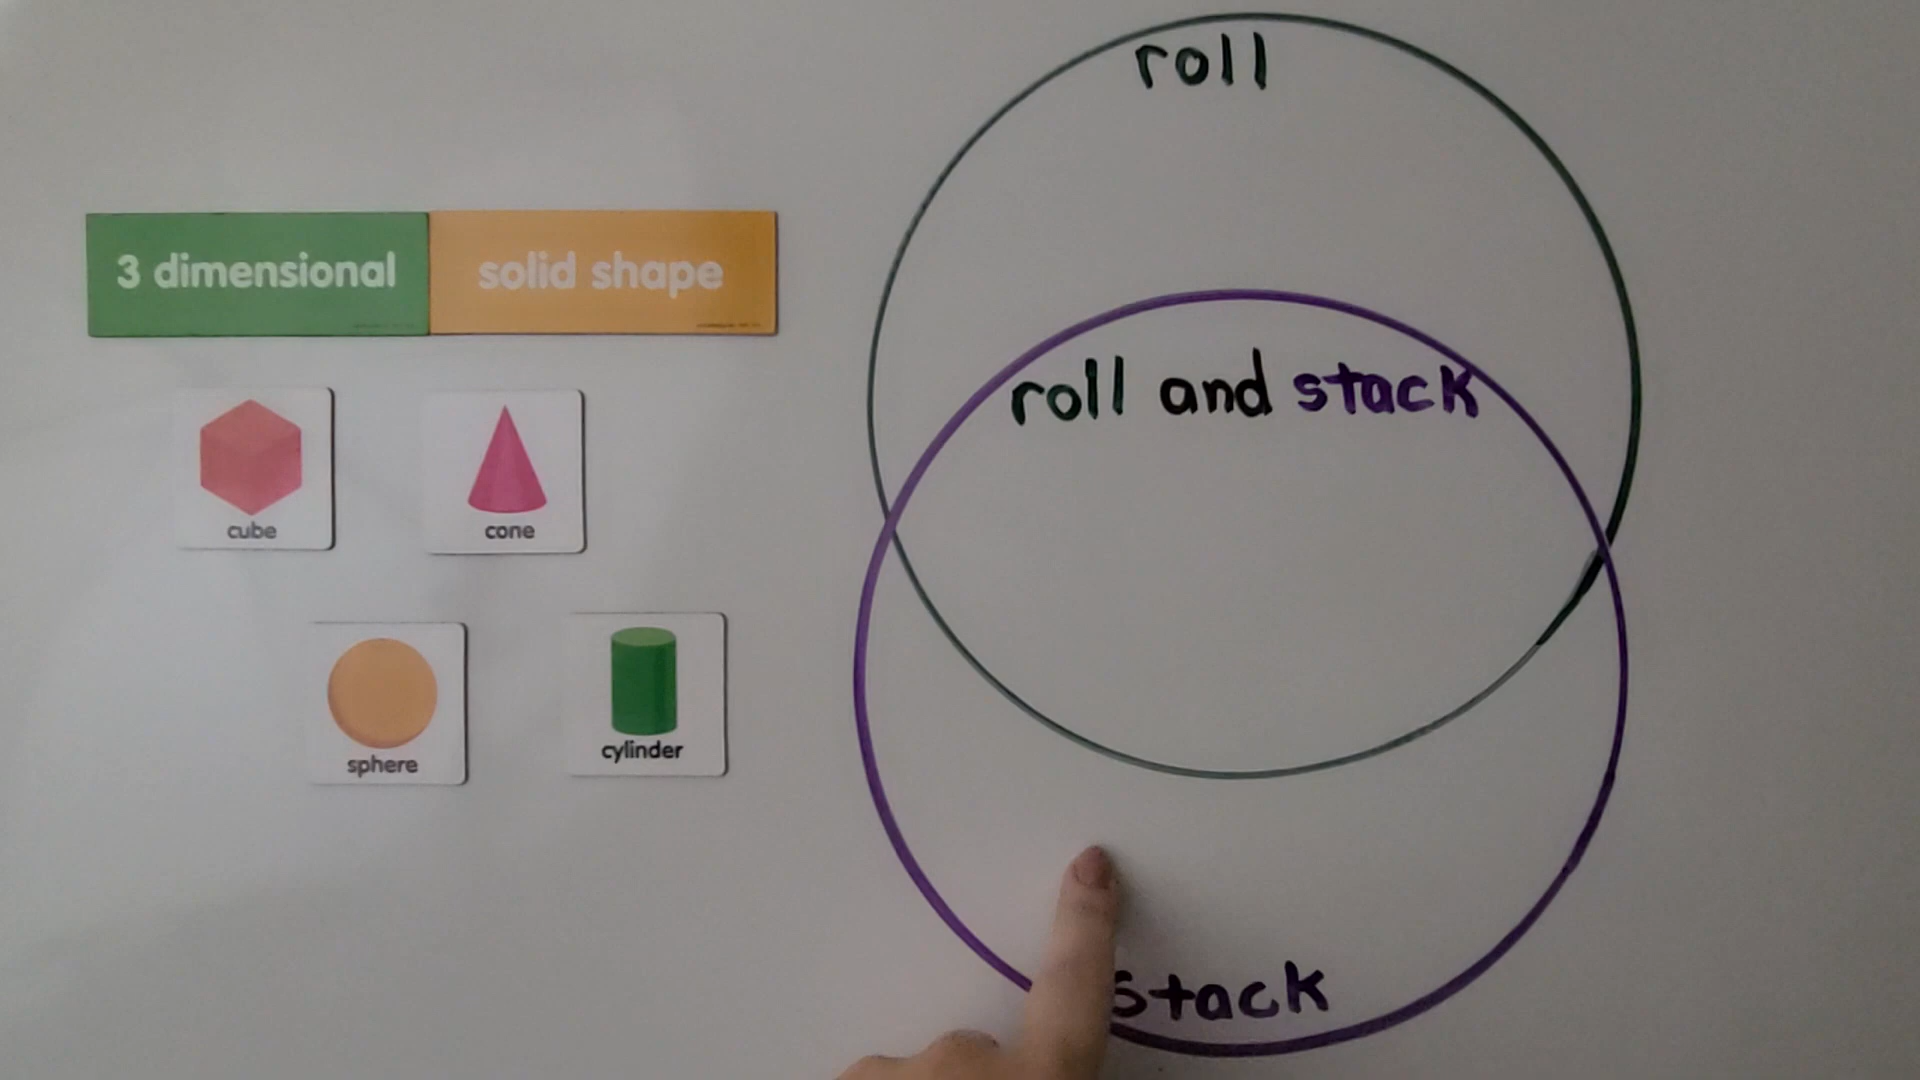 3 dimensional
solid shape
cube
cone
sphere
cylinder
roll
roll and stack
stack